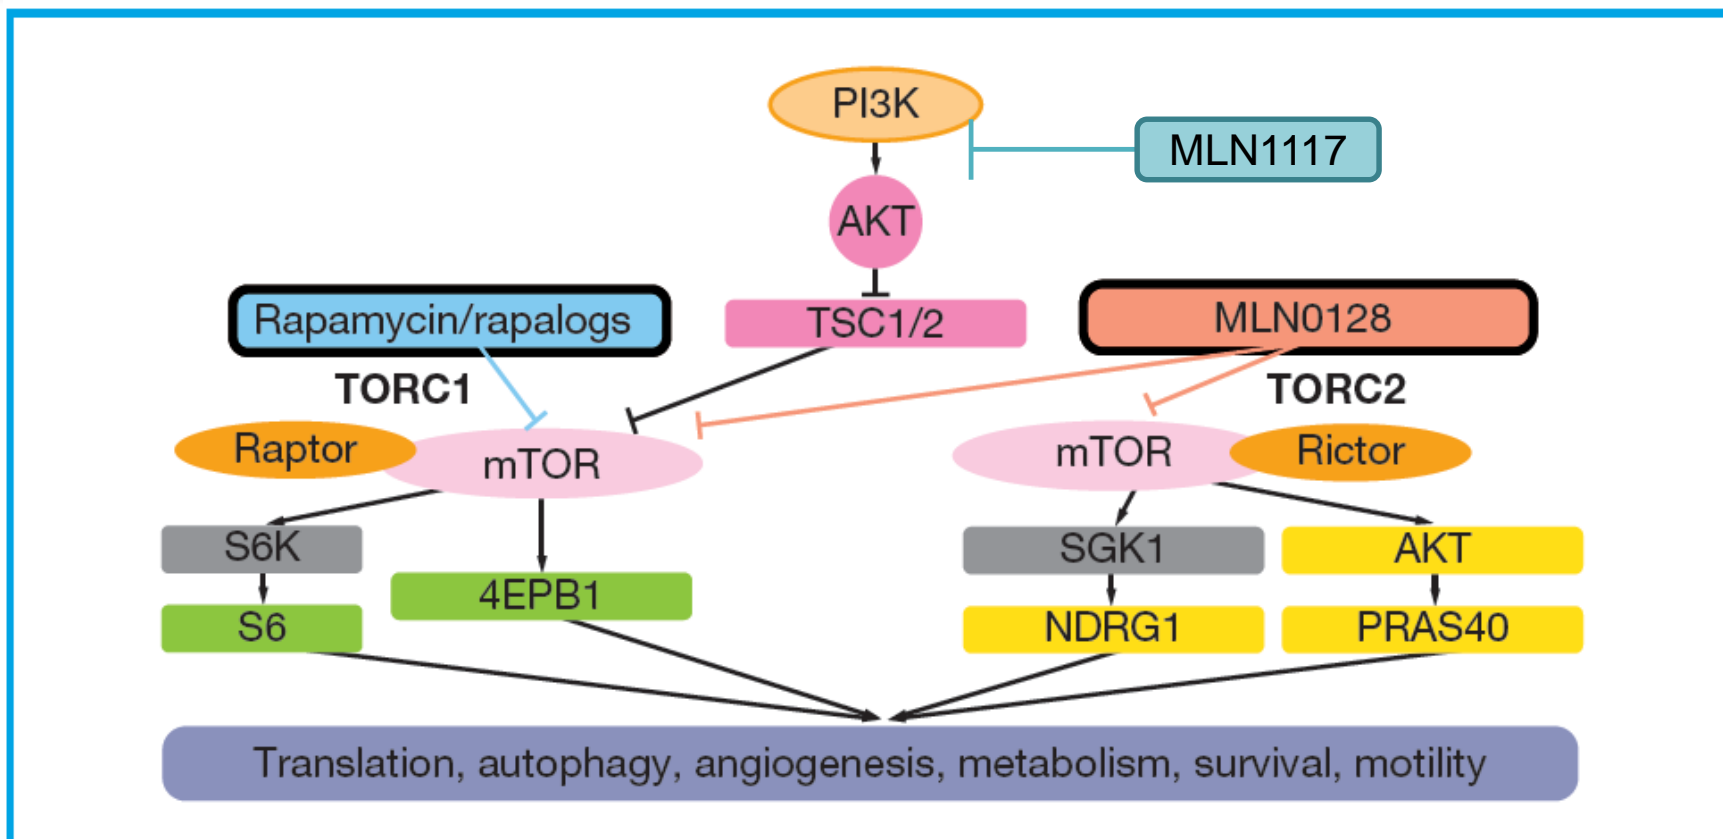 PI3K
MLN1117
AKT
Rapamycin/rapalogs
TSC1/2
MLN0128
TORC1
TORC2
Raptor
mTOR
mTOR
Rictor
S6K
4EPB1
S6
SGK1
AKT
NDRG1
PRAS40
Translation, autophagy, angiogenesis, metabolism, survival, motility